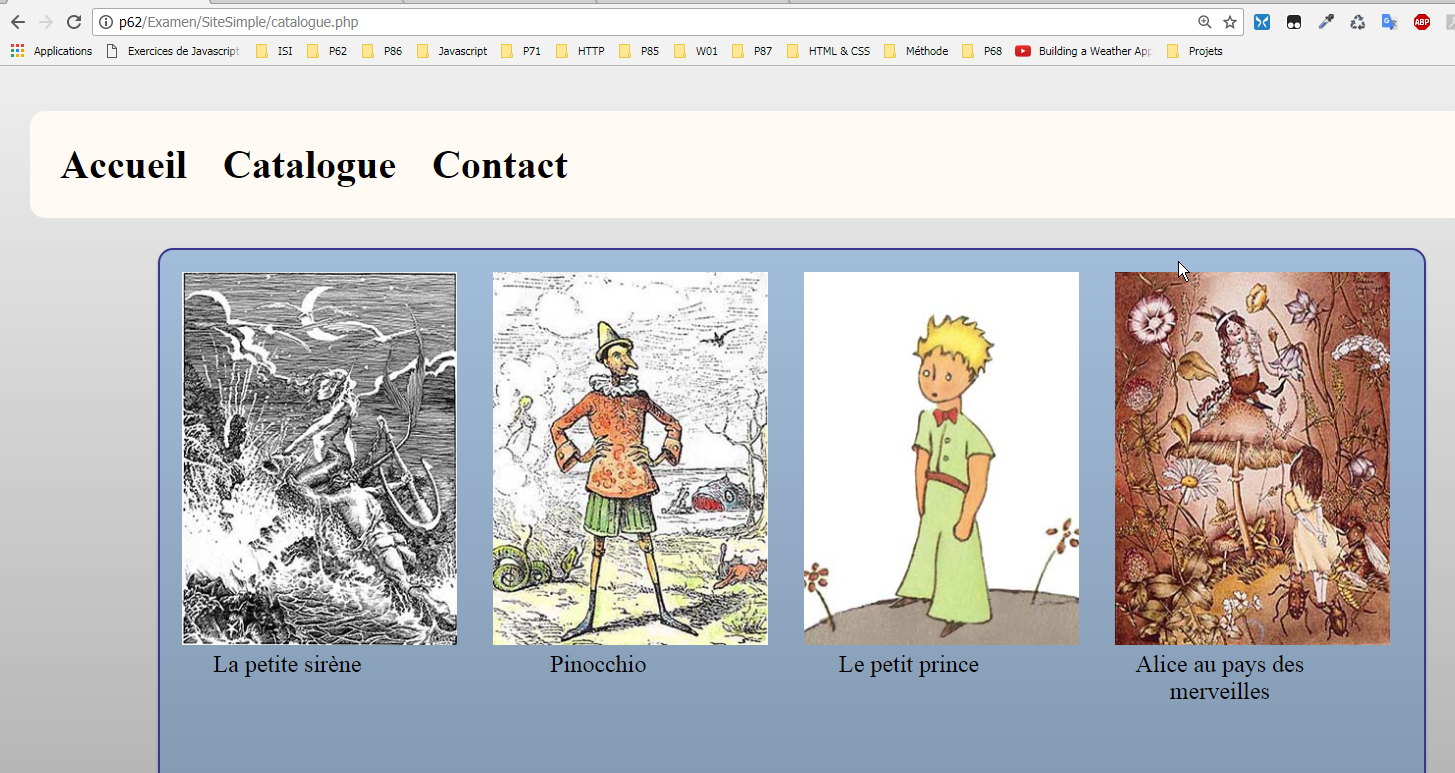 p62/Examen/SiteSimple/catalogue.php
Applications Exercices de Javascript ISI P62 P86 Javascript P71 HTTP P85 W01 P87 HTML & CSS Méthode P68 Building a Weather App Projets
ABP
Accueil Catalogue Contact
La petite sirène
Pinocchio
Le petit prince
Alice au pays des
merveilles